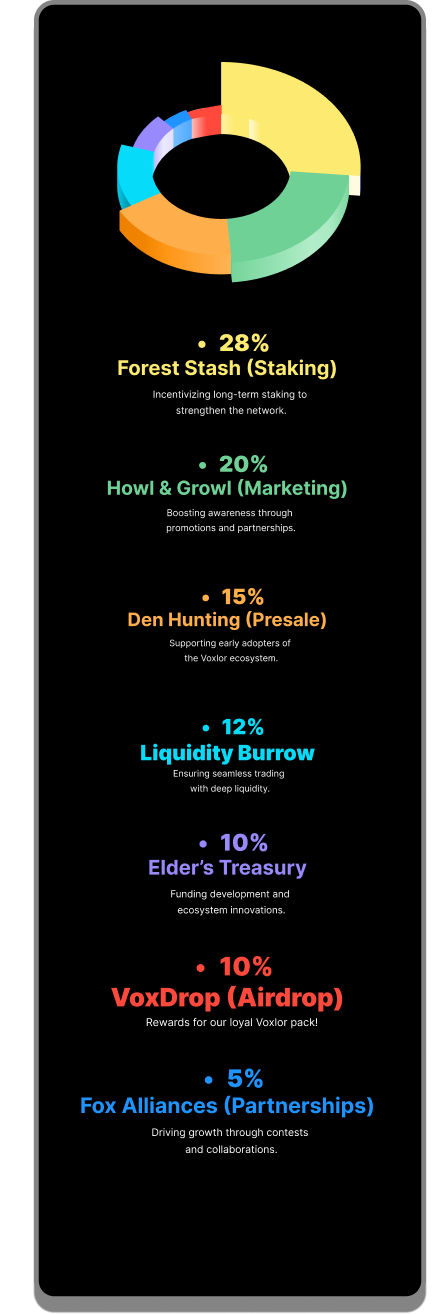 • 28%
Forest Stash (Staking)
Incentivizing long-term staking to
strengthen the network.
• 20%
Howl & Growl (Marketing)
Boosting awareness through
promotions and partnerships.
• 15%
Den Hunting (Presale)
Supporting early adopters of
the Voxlor ecosystem.
• 12%
Liquidity Burrow
Ensuring seamless trading
with deep liquidity.
• 10%
Elder’s Treasury
Funding development and
ecosystem innovations.
• 10%
VoxDrop (Airdrop)
Rewards for our loyal Voxlor pack!
• 5%
Fox Alliances (Partnerships)
Driving growth through contests
and collaborations.